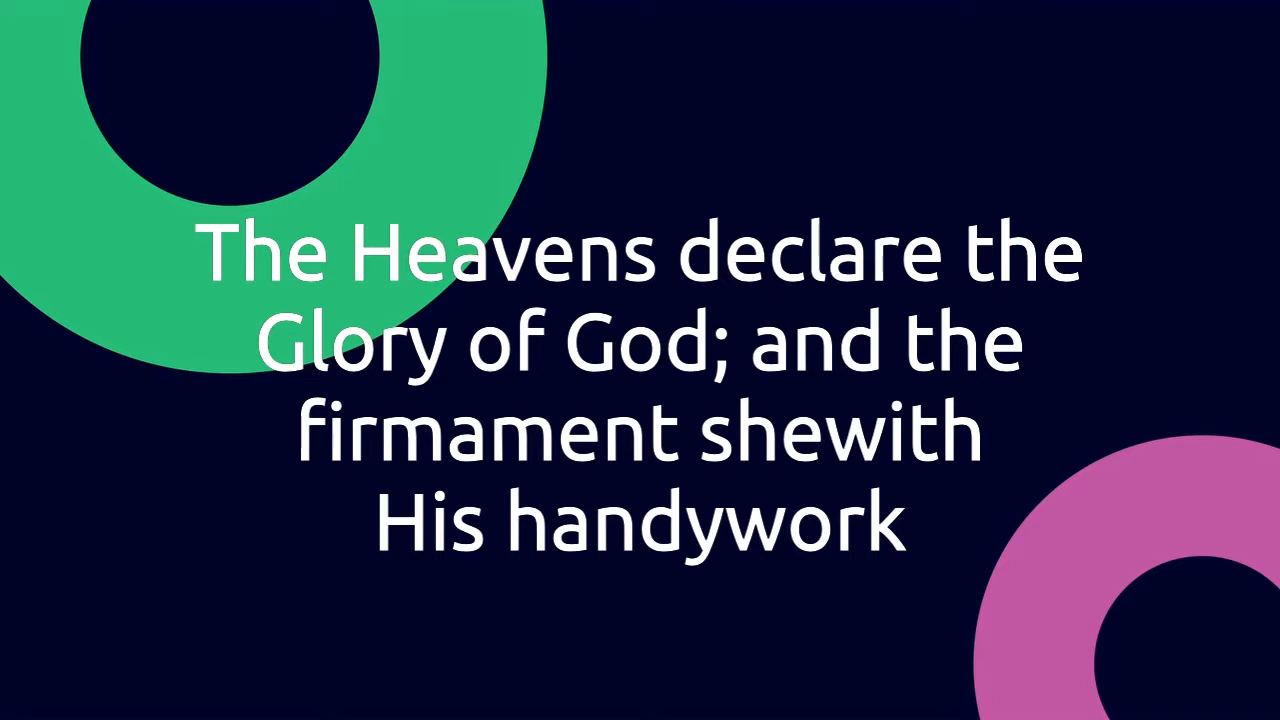 The Heavens declare the
Glory of God; and the
firmament shewith
His handywork